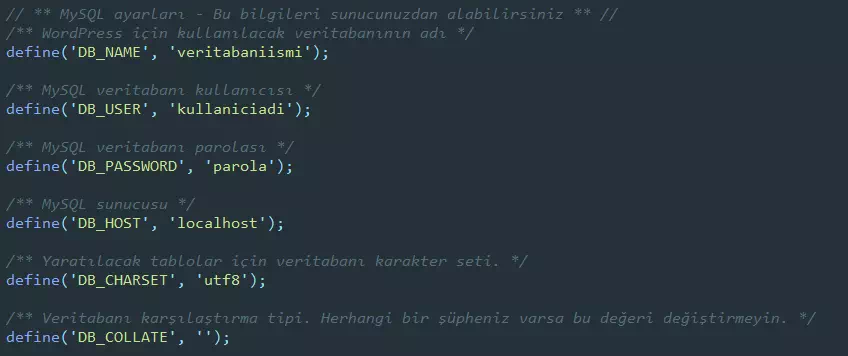 // ** MySQL ayarları - Bu bilgileri sunucunuzdan alabilirsiniz ** //
/** WordPress için kullanılacak veritabanının adı */
define('DB_NAME', 'veritabaniismi');
/** MySQL veritabanı kullanıcısı */
define('DB_USER', 'kullaniciadi');
/** MySQL veritabanı parolası */
define('DB_PASSWORD', 'parola');
/** MySQL sunucusu */
define('DB_HOST', 'localhost');
/** Yaratılacak tablolar için veritabanı karakter seti. */
define('DB_CHARSET', 'utf8');
/** Veritabanı karşılaştırma tipi. Herhangi bir şüpheniz varsa bu değeri değiştirmeyin. */
define('DB_COLLATE', '');